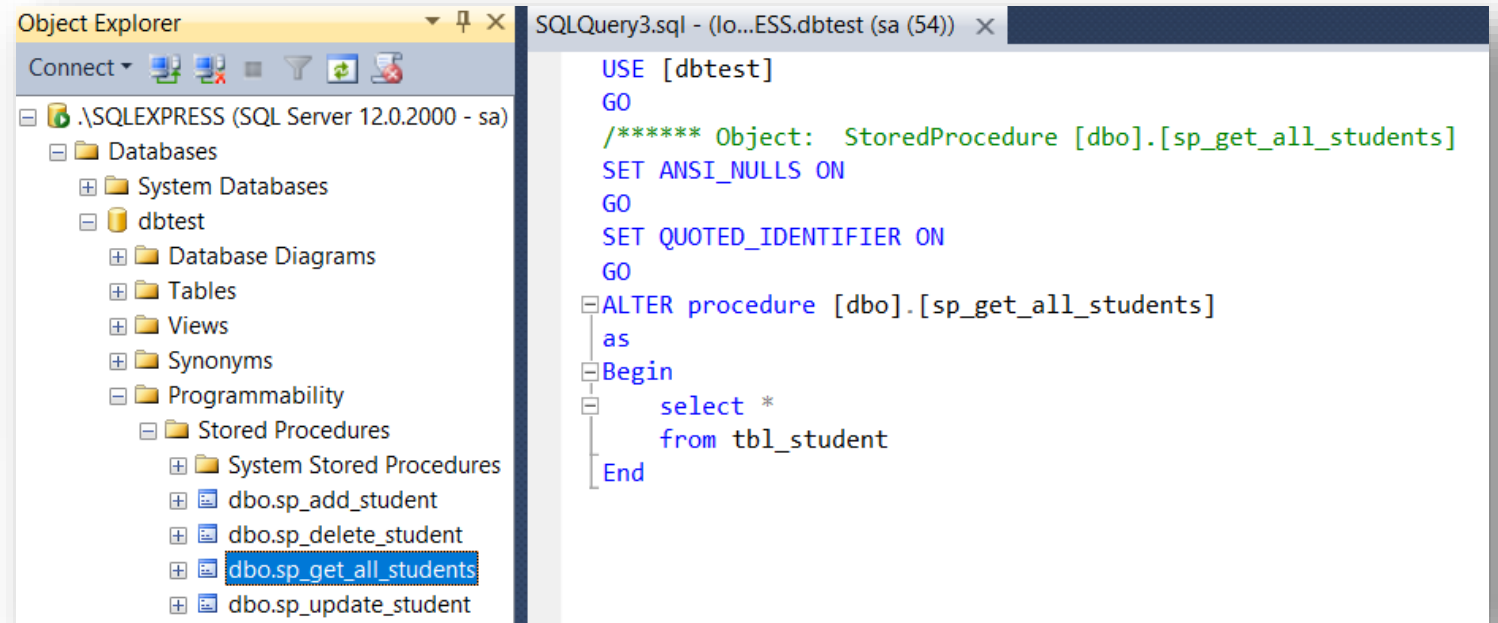 Object Explorer
Connect
.\SQLEXPRESS (SQL Server 12.0.2000 - sa)
Databases
System Databases
dbtest
Database Diagrams
Tables
Views
Synonyms
Programmability
Stored Procedures
System Stored Procedures
dbo.sp_add_student
dbo.sp_delete_student
dbo.sp_get_all_students
dbo.sp_update_student
SQLQuery3.sql - (lo...ESS.dbtest (sa (54))
USE [dbtest]
GO
/****** Object:  StoredProcedure [dbo].[sp_get_all_students]
SET ANSI_NULLS ON
GO
SET QUOTED_IDENTIFIER ON
GO
ALTER procedure [dbo].[sp_get_all_students]
as
Begin
    select *
    from tbl_student
End